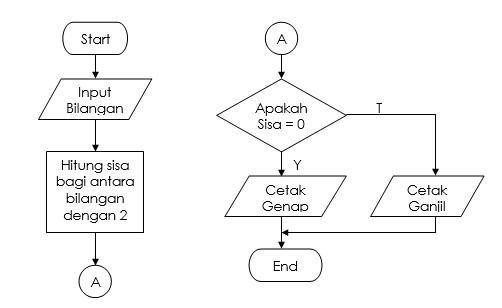 Start
Input
Bilangan
Hitung sisa
bagi antara
bilangan
dengan 2
A
A
Apakah
Sisa = 0
T
Y
Cetak
Genap
Cetak
Ganjil
End